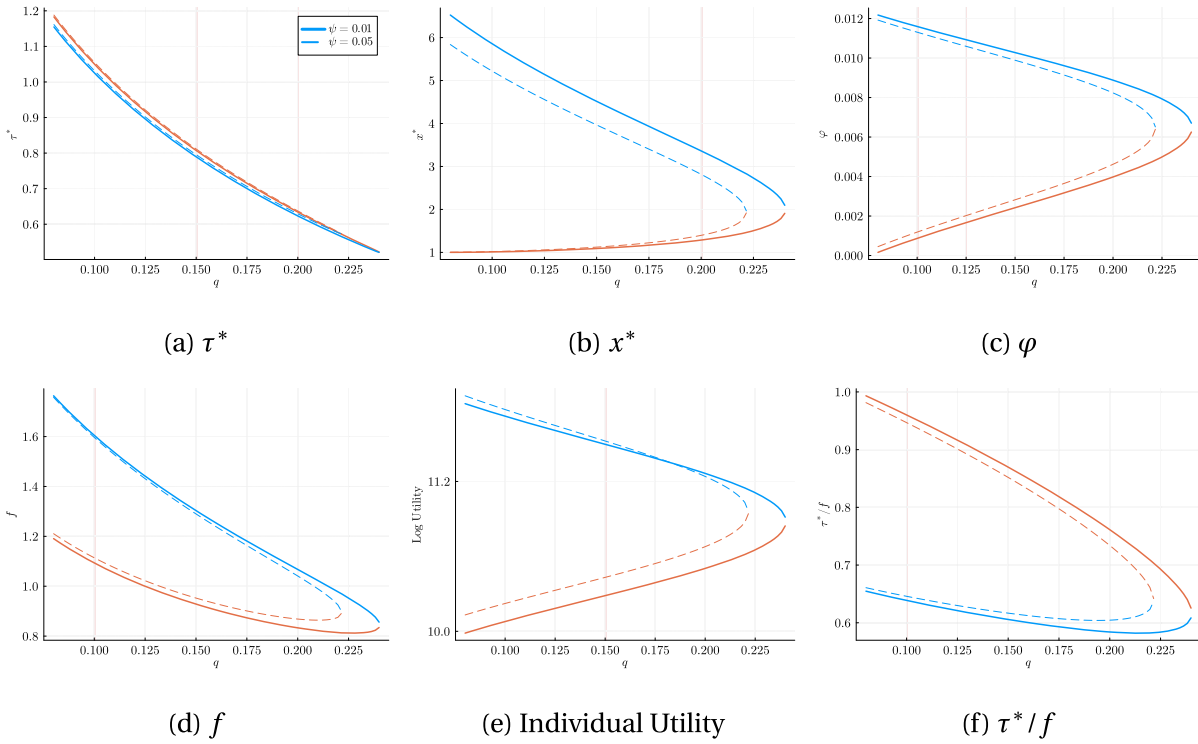 1.2
1.1
1.0
0.9
0.8
0.7
0.6
τ*
0.100 0.125 0.150 0.175 0.200 0.225
q
ψ = 0.01
ψ = 0.05
(a) τ*
6
5
4
3
2
1
x*
0.100 0.125 0.150 0.175 0.200 0.225
q
(b) x*
0.012
0.010
0.008
0.006
0.004
0.002
0.000
φ
0.100 0.125 0.150 0.175 0.200 0.225
q
(c) φ
1.6
1.4
1.2
1.0
0.8
f
0.100 0.125 0.150 0.175 0.200 0.225
q
(d) f
11.2
10.0
Log Utility
0.100 0.125 0.150 0.175 0.200 0.225
q
(e) Individual Utility
1.0
0.9
0.8
0.7
0.6
τ*/f
0.100 0.125 0.150 0.175 0.200 0.225
q
(f) τ*/f